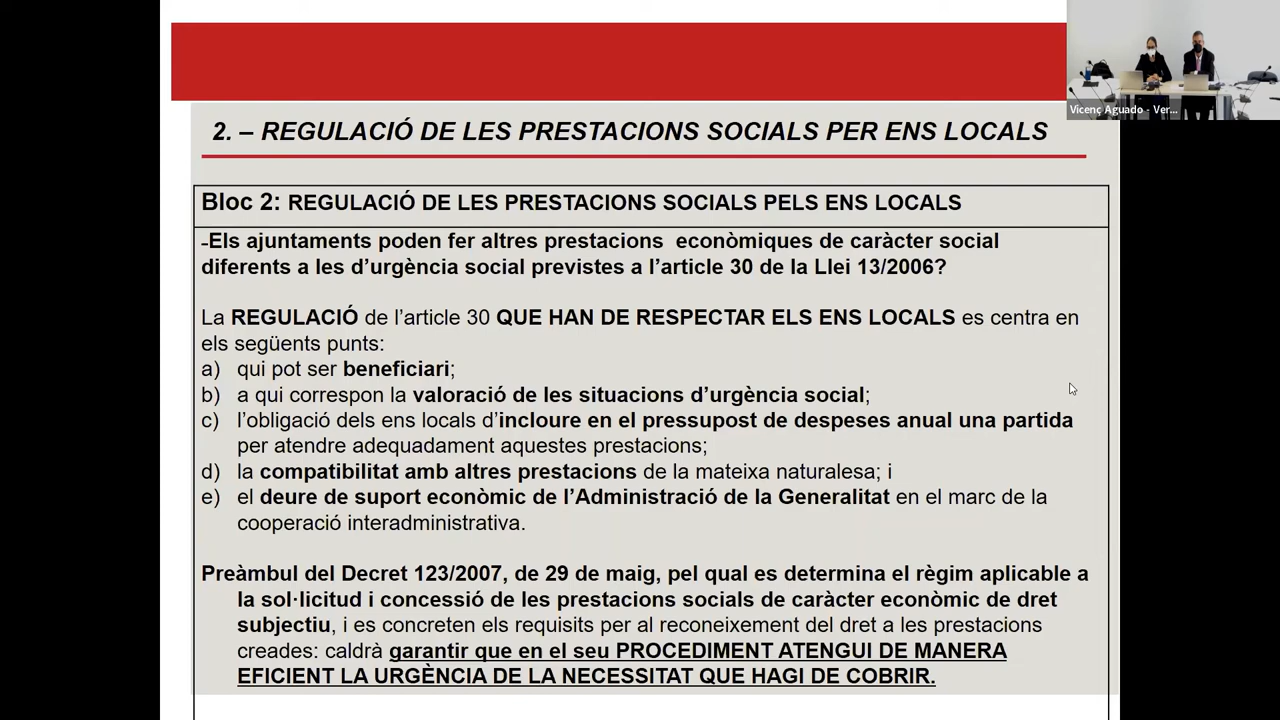 Vicenç Aguado - Ver...
2. – REGULACIÓ DE LES PRESTACIONS SOCIALS PER ENS LOCALS
Bloc 2: REGULACIÓ DE LES PRESTACIONS SOCIALS PELS ENS LOCALS
-Els ajuntaments poden fer altres prestacions econòmiques de caràcter social
diferents a les d’urgència social previstes a l’article 30 de la Llei 13/2006?
La REGULACIÓ de l’article 30 QUE HAN DE RESPECTAR ELS ENS LOCALS es centra en
els següents punts:
a) qui pot ser beneficiari;
b) a qui correspon la valoració de les situacions d’urgència social;
c) l’obligació dels ens locals d’incloure en el pressupost de despeses anual una partida
per atendre adequadament aquestes prestacions;
d) la compatibilitat amb altres prestacions de la mateixa naturalesa; i
e) el deure de suport econòmic de l’Administració de la Generalitat en el marc de la
cooperació interadministrativa.
Preàmbul del Decret 123/2007, de 29 de maig, pel qual es determina el règim aplicable a
la sol·licitud i concessió de les prestacions socials de caràcter econòmic de dret
subjectiu, i es concreten els requisits per al reconeixement del dret a les prestacions
creades: caldrà garantir que en el seu PROCEDIMENT ATENGUI DE MANERA
EFICIENT LA URGÈNCIA DE LA NECESSITAT QUE HAGI DE COBRIR.